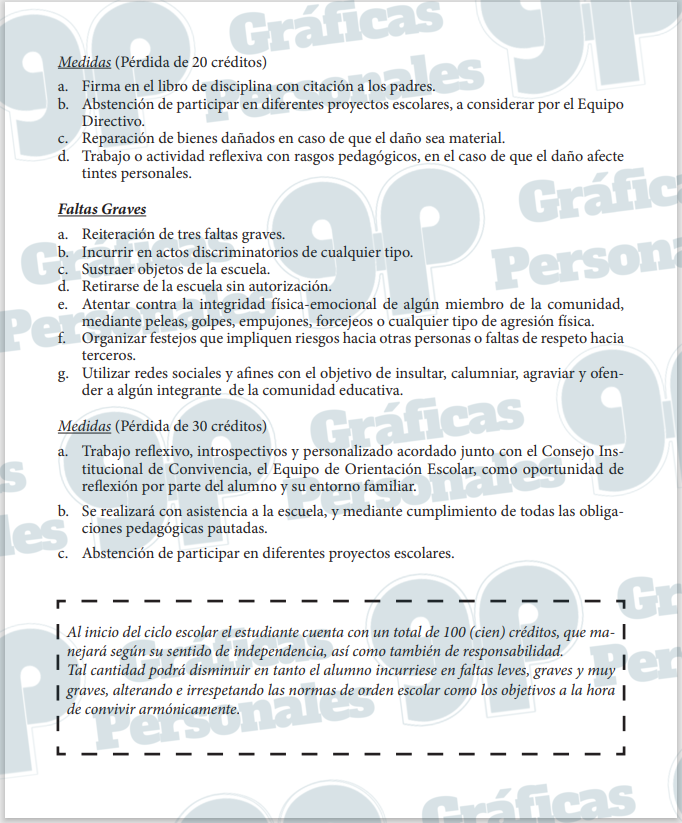 Medidas (Pérdida de 20 créditos)
a. Firma en el libro de disciplina con citación a los padres.
b. Abstención de participar en diferentes proyectos escolares, a considerar por el Equipo
Directivo.
c. Reparación de bienes dañados en caso de que el daño sea material.
d. Trabajo o actividad reflexiva con rasgos pedagógicos, en el caso de que el daño afecte
tintes personales.
Faltas Graves
a. Reiteración de tres faltas graves.
b. Incurrir en actos discriminatorios de cualquier tipo.
c. Sustraer objetos de la escuela.
d. Retirarse de la escuela sin autorización.
e. Atentar contra la integridad física-emocional de algún miembro de la comunidad,
mediante peleas, golpes, empujones, forcejeos o cualquier tipo de agresión física.
f. Organizar festejos que impliquen riesgos hacia otras personas o faltas de respeto hacia
terceros.
g. Utilizar redes sociales y afines con el objetivo de insultar, calumniar, agraviar y ofen-
der a algún integrante de la comunidad educativa.
Medidas (Pérdida de 30 créditos)
a. Trabajo reflexivo, introspectivos y personalizado acordado junto con el Consejo Ins-
titucional de Convivencia, el Equipo de Orientación Escolar, como oportunidad de
reflexión por parte del alumno y su entorno familiar.
b. Se realizará con asistencia a la escuela, y mediante cumplimiento de todas las obliga-
ciones pedagógicas pautadas.
c. Abstención de participar en diferentes proyectos escolares.
Al inicio del ciclo escolar el estudiante cuenta con un total de 100 (cien) créditos, que ma-
nejará según su sentido de independencia, así como también de responsabilidad.
Tal cantidad podrá disminuir en tanto el alumno incurriese en faltas leves, graves y muy
graves, alterando e irrespetando las normas de orden escolar como los objetivos a la hora
de convivir armónicamente.
gp Gráficas
Personales